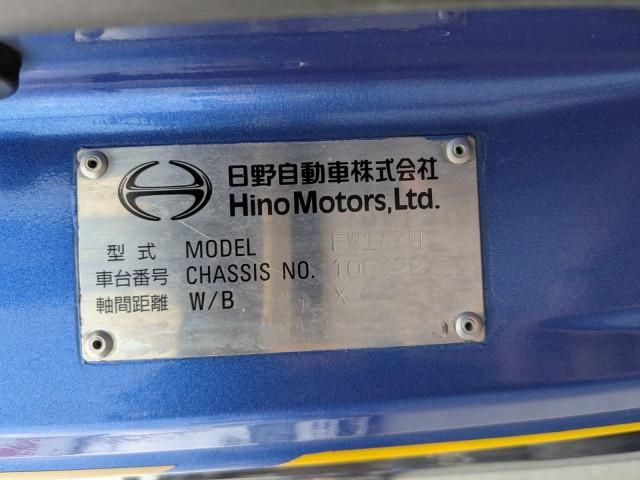 日野自動車株式会社
Hino Motors, Ltd.
型式 MODEL FW1AXH
車台番号 CHASSIS NO.
軸間距離 W/B X